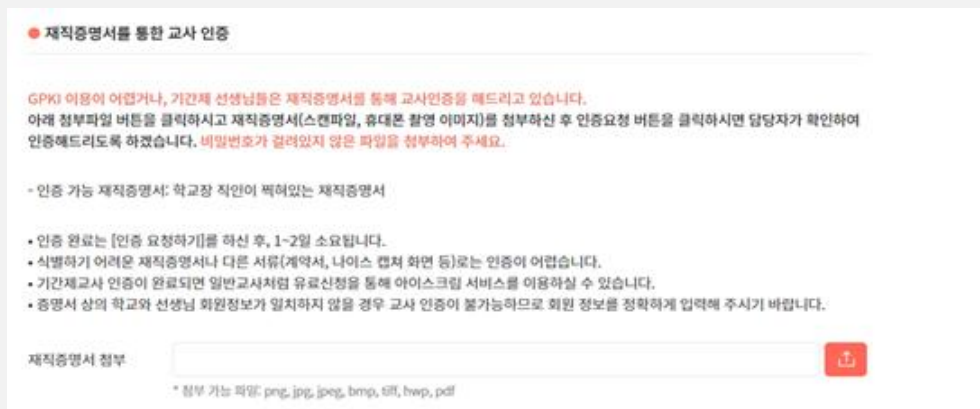 재직증명서를 통한 교사 인증
GPKI 이용이 어렵거나, 기간제 선생님들은 재직증명서를 통해 교사인증을 해드리고 있습니다.
아래 첨부파일 버튼을 클릭하시고 재직증명서(스캔파일, 휴대폰 촬영 이미지)를 첨부하신 후 인증요청 버튼을 클릭하시면 담당자가 확인하여
인증해드리도록 하겠습니다. 비밀번호가 걸려있지 않은 파일을 첨부하여 주세요.
- 인증 가능 재직증명서: 학교장 직인이 찍혀있는 재직증명서
• 인증 완료는 [인증 요청하기]를 하신 후, 1~2일 소요됩니다.
• 식별하기 어려운 재직증명서나 다른 서류(계약서, 나이스 캡쳐 화면 등)로는 인증이 어렵습니다.
• 기간제교사 인증이 완료되면 일반교사처럼 유료신청을 통해 아이스크림 서비스를 이용하실 수 있습니다.
• 증명서 상의 학교와 선생님 회원정보가 일치하지 않을 경우 교사 인증이 불가능하므로 회원 정보를 정확하게 입력해 주시기 바랍니다.
재직증명서 첨부
* 첨부 가능 파일: png, jpg, jpeg, bmp, tiff, hwp, pdf